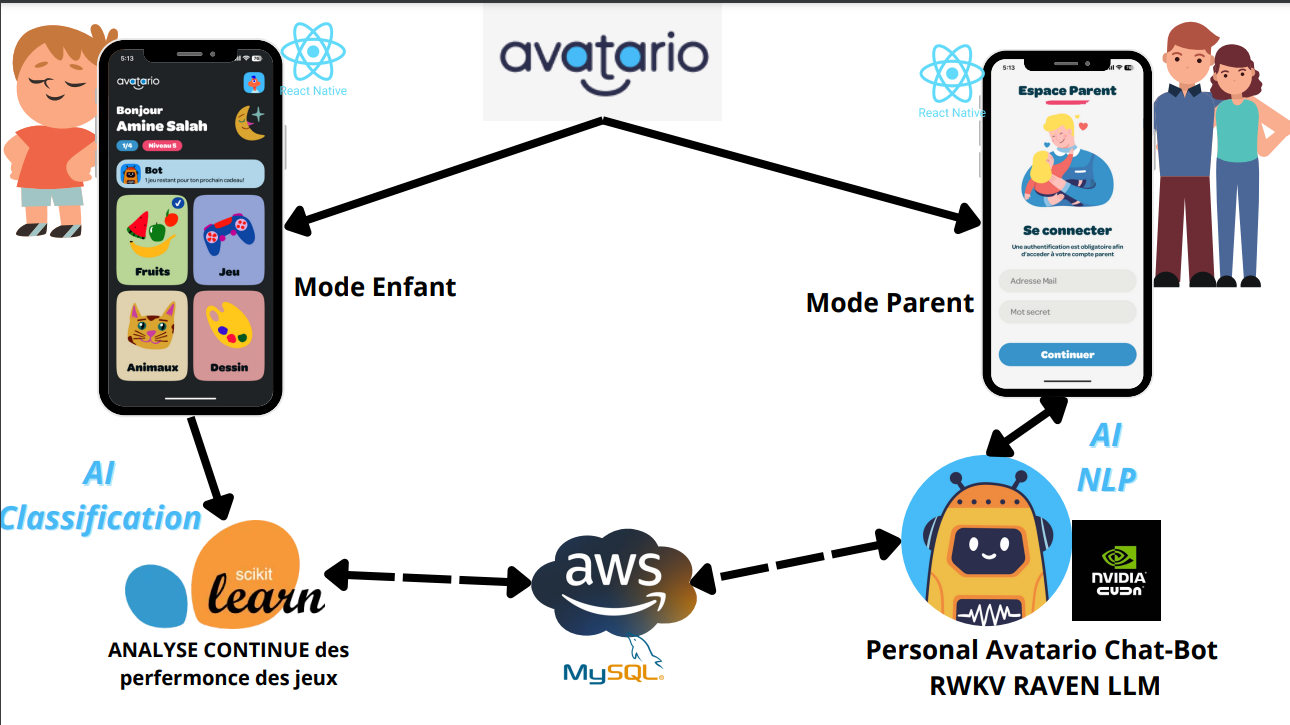 avatario
5:13
React Native
avatario
Bonjour
Amine Salah
1/4
Niveau 5
Bot
1 jeu restant pour ton prochain cadeau!
Fruits
Jeu
Animaux
Dessin
Mode Enfant
React Native
5:13
Espace Parent
Se connecter
Une authentification est obligatoire afin
d'acceder à votre compte parent
Adresse Mail
Mot secret
Continuer
Mode Parent
AI
Classification
scikit
learn
ANALYSE CONTINUE des
perfermonce des jeux
aws
MySQL
AI
NLP
NVIDIA
CUDA
Personal Avatario Chat-Bot
RWKV RAVEN LLM